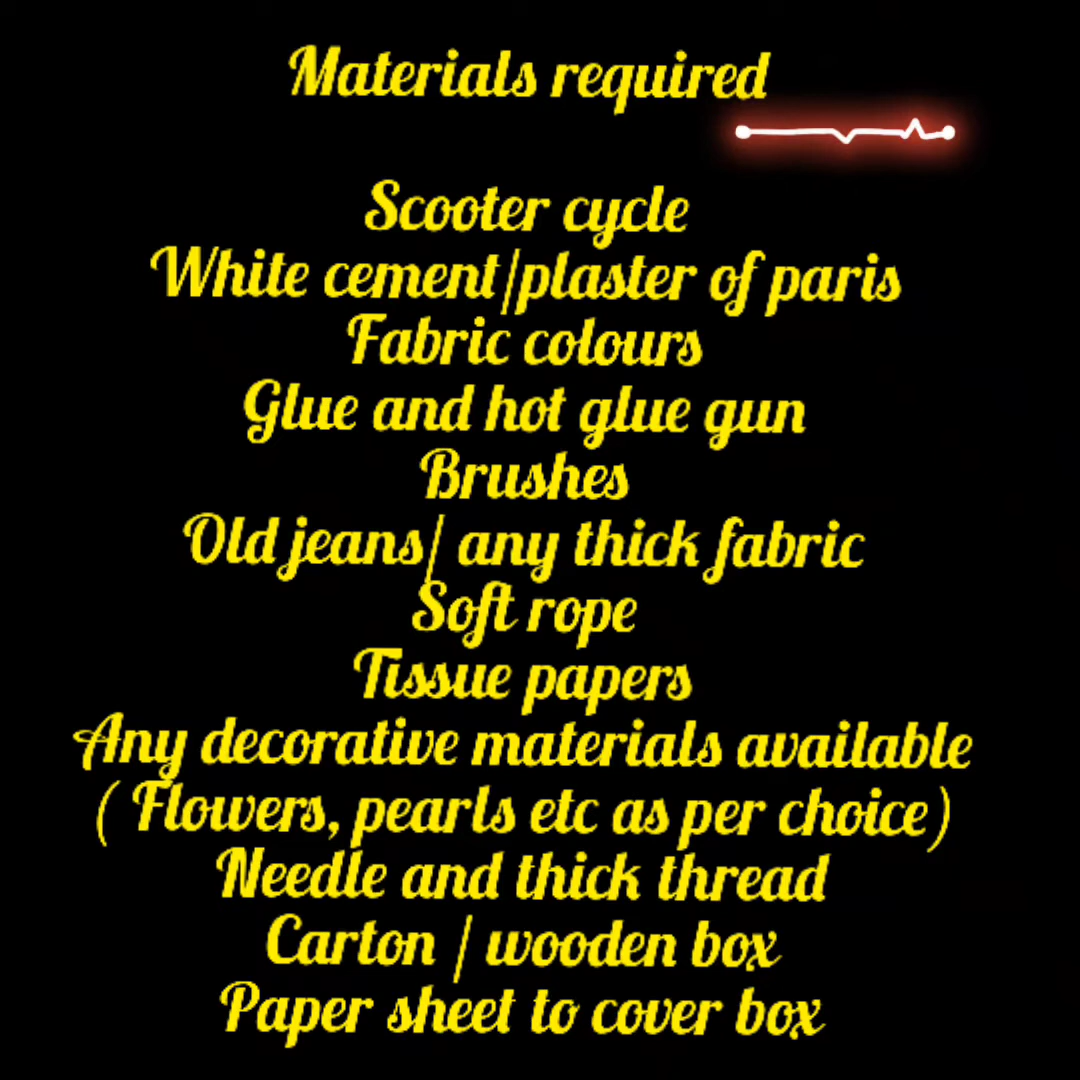 Materials required
Scooter cycle
White cement/plaster of paris
Fabric colours
Glue and hot glue gun
Brushes
Old jeans/ any thick fabric
Soft rope
Tissue papers
Any decorative materials available
( Flowers, pearls etc as per choice)
Needle and thick thread
Carton / wooden box
Paper sheet to cover box